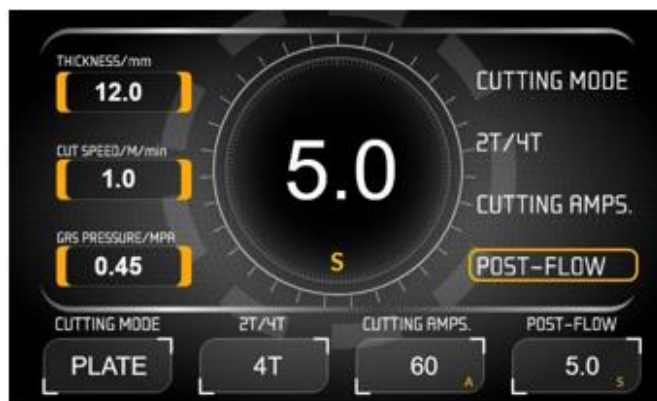 THICKNESS/mm
12.0
CUT SPEED/M/min
1.0
GAS PRESSURE/MPA
0.45
5.0
S
CUTTING MODE
2T/4T
CUTTING AMPS.
POST-FLOW
CUTTING MODE
2T/4T
CUTTING AMPS.
POST-FLOW
PLATE
4T
60 A
5.0 S